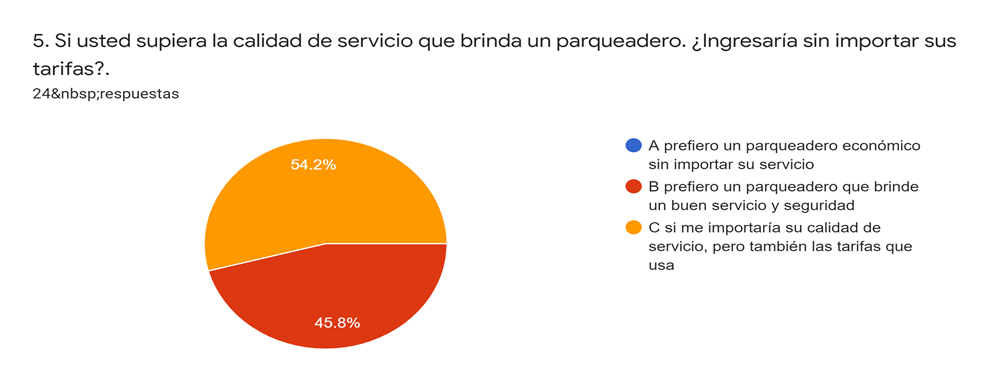 5. Si usted supiera la calidad de servicio que brinda un parqueadero. ¿Ingresaría sin importar sus
tarifas?.
24&nbsp;respuestas
54.2%
45.8%
A prefiero un parqueadero económico
sin importar su servicio
B prefiero un parqueadero que brinde
un buen servicio y seguridad
C si me importaría su calidad de
servicio, pero también las tarifas que
usa